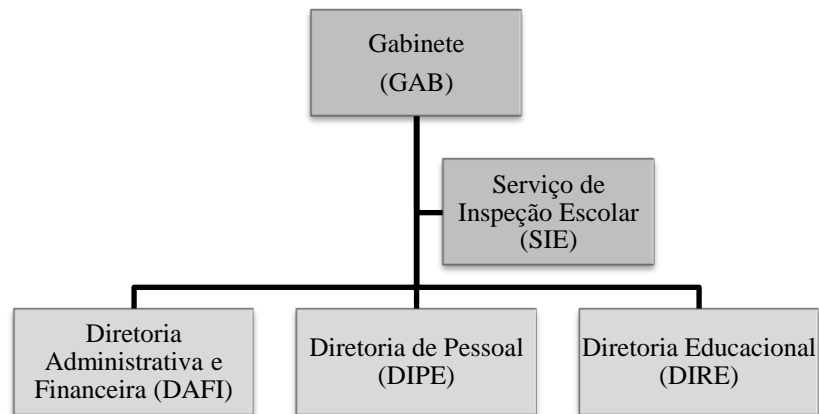 Gabinete
(GAB)
Serviço de
Inspeção Escolar
(SIE)
Diretoria
Administrativa e
Financeira (DAFI)
Diretoria de Pessoal
(DIPE)
Diretoria Educacional
(DIRE)